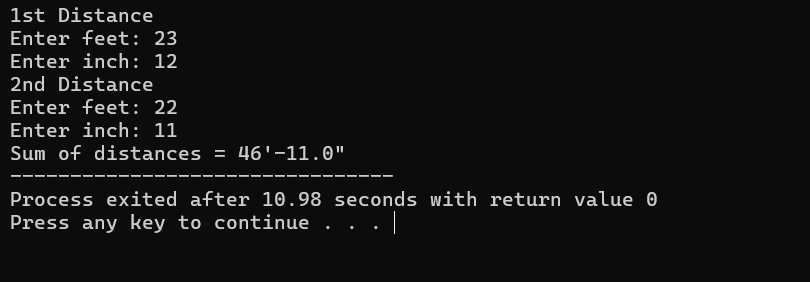 1st Distance
Enter feet: 23
Enter inch: 12
2nd Distance
Enter feet: 22
Enter inch: 11
Sum of distances = 46'-11.0"
--------------------------------
Process exited after 10.98 seconds with return value 0
Press any key to continue . . .